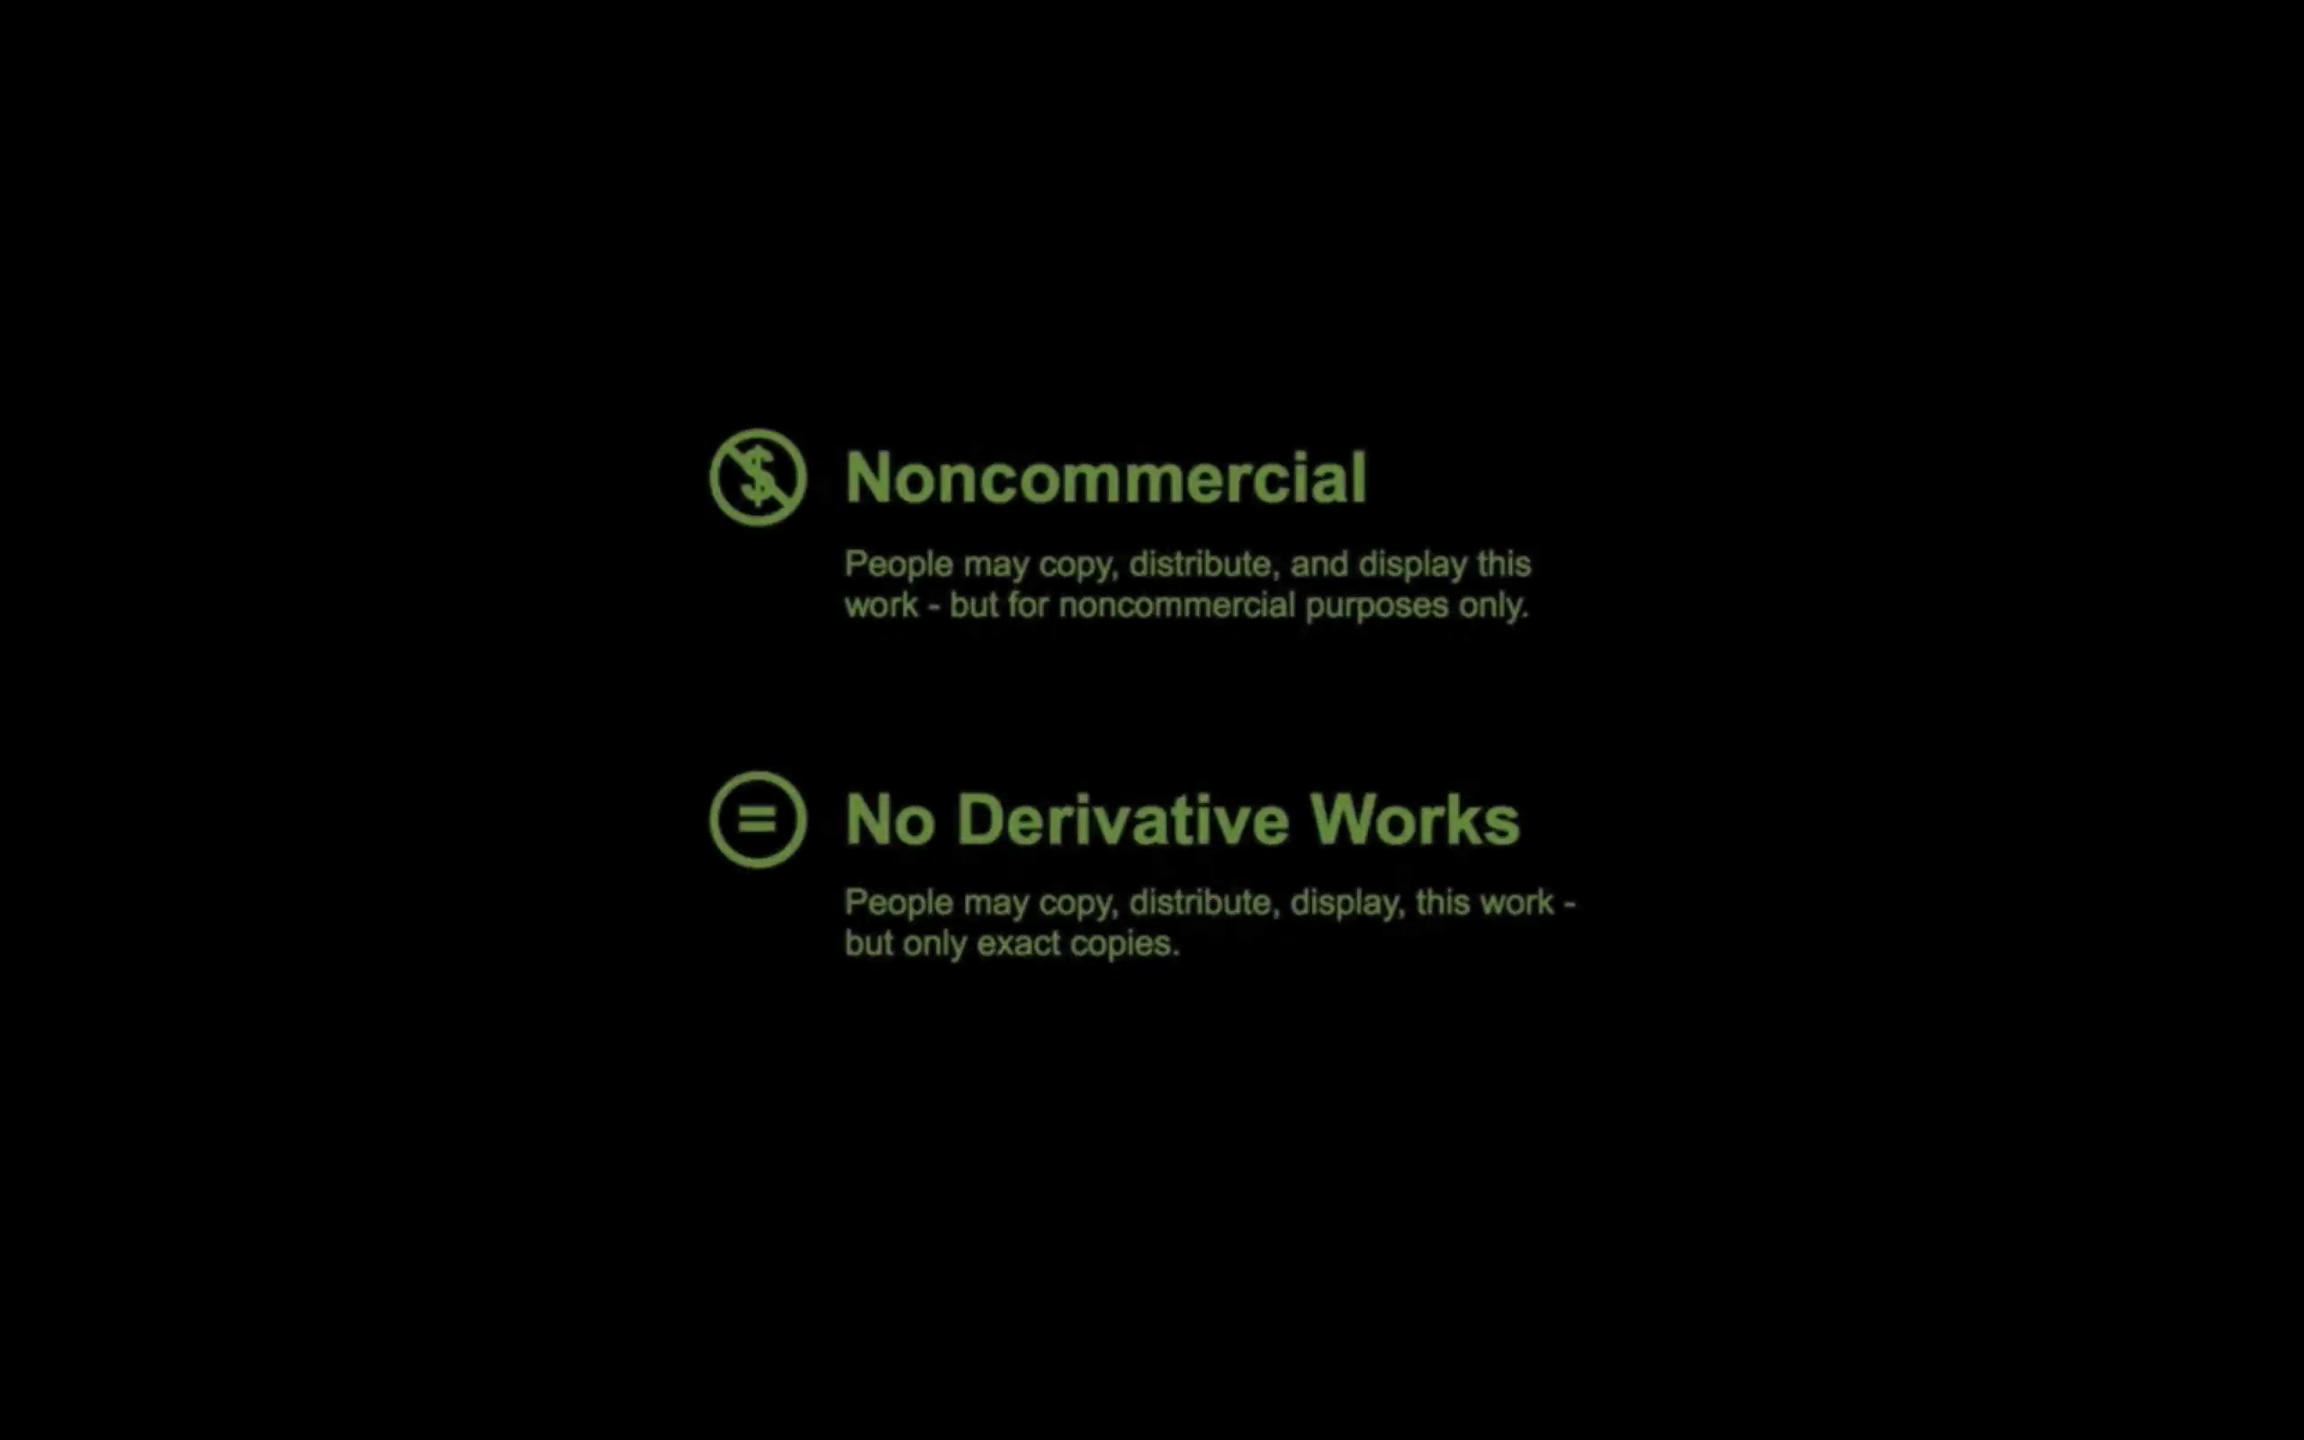 Noncommercial
People may copy, distribute, and display this
work - but for noncommercial purposes only.
No Derivative Works
People may copy, distribute, display, this work -
but only exact copies.